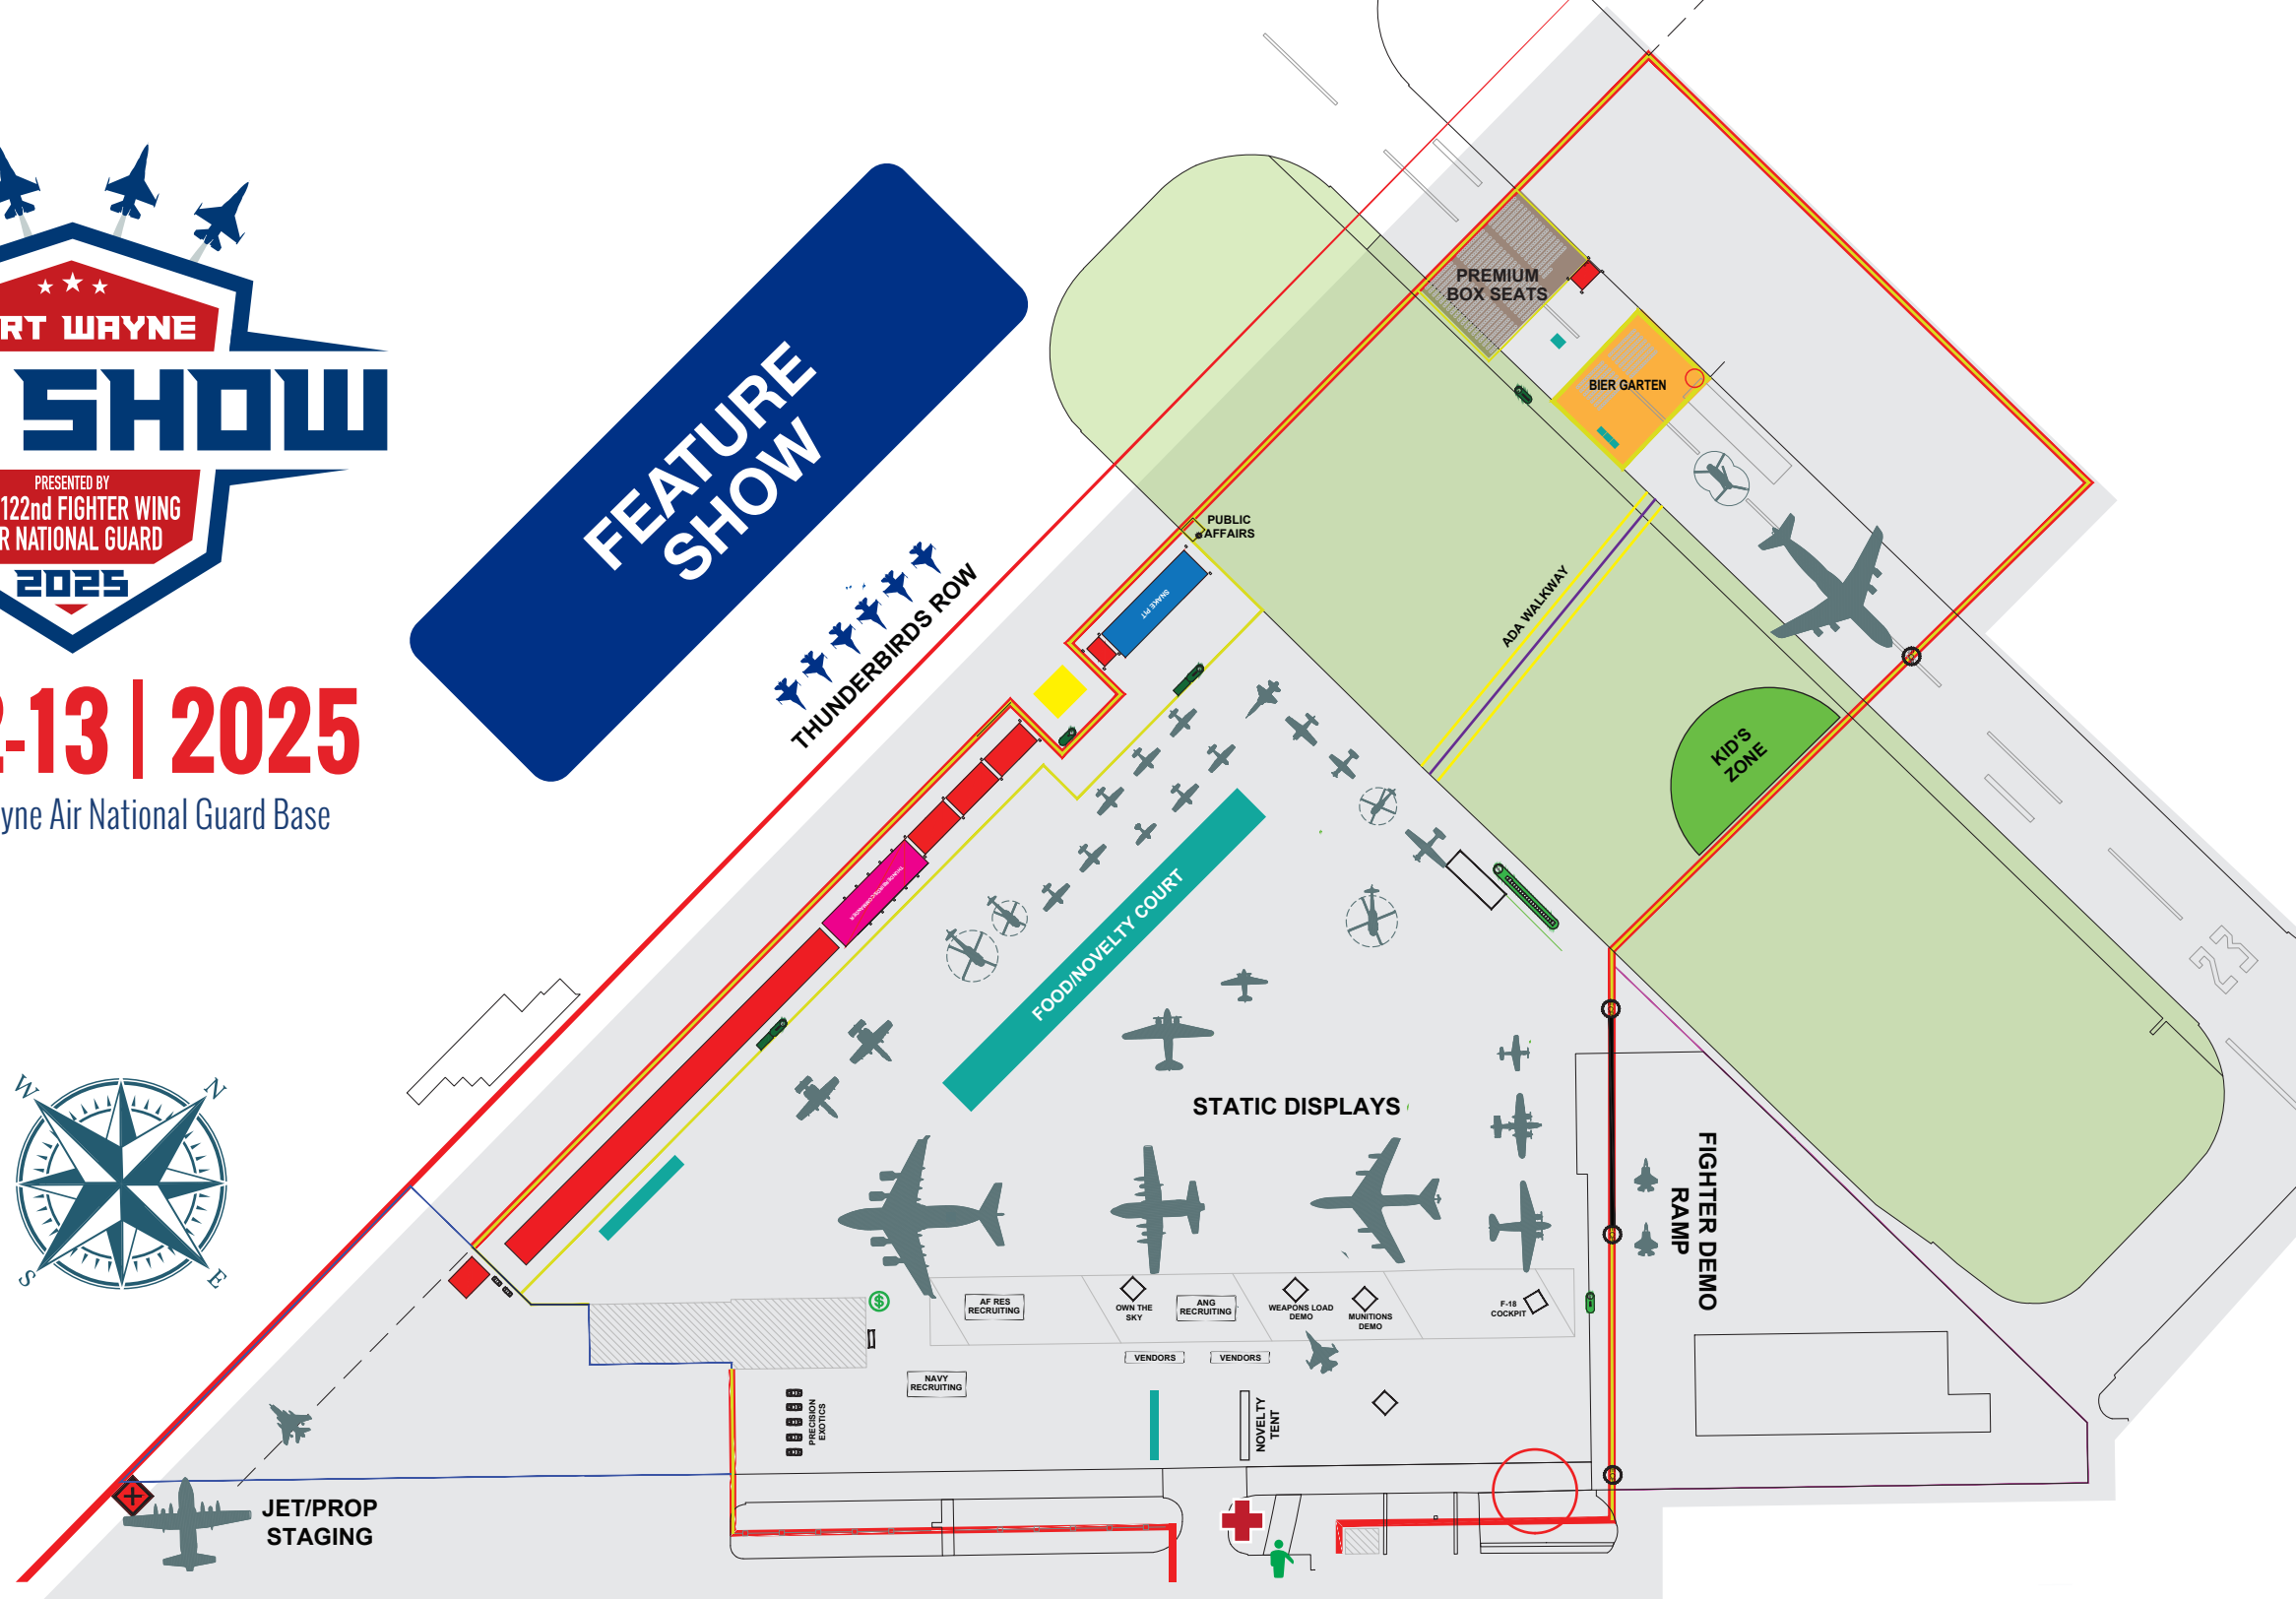 RT WAYNE
SHOW
PRESENTED BY
122nd FIGHTER WING
R NATIONAL GUARD
2025
-13 | 2025
yne Air National Guard Base
W
N
S
E
FEATURE
SHOW
THUNDERBIRDS ROW
PUBLIC
AFFAIRS
SNAKE PIT
PREMIUM
BOX SEATS
BIER GARTEN
ADA WALKWAY
KID'S
ZONE
23
FOOD/NOVELTY COURT
STATIC DISPLAYS
FIGHTER DEMO
RAMP
$
AF RES
RECRUITING
OWN THE
SKY
ANG
RECRUITING
WEAPONS LOAD
DEMO
MUNITIONS
DEMO
F-18
COCKPIT
VENDORS
VENDORS
NAVY
RECRUITING
PRECISION
EXOTICS
NOVELTY
TENT
JET/PROP
STAGING